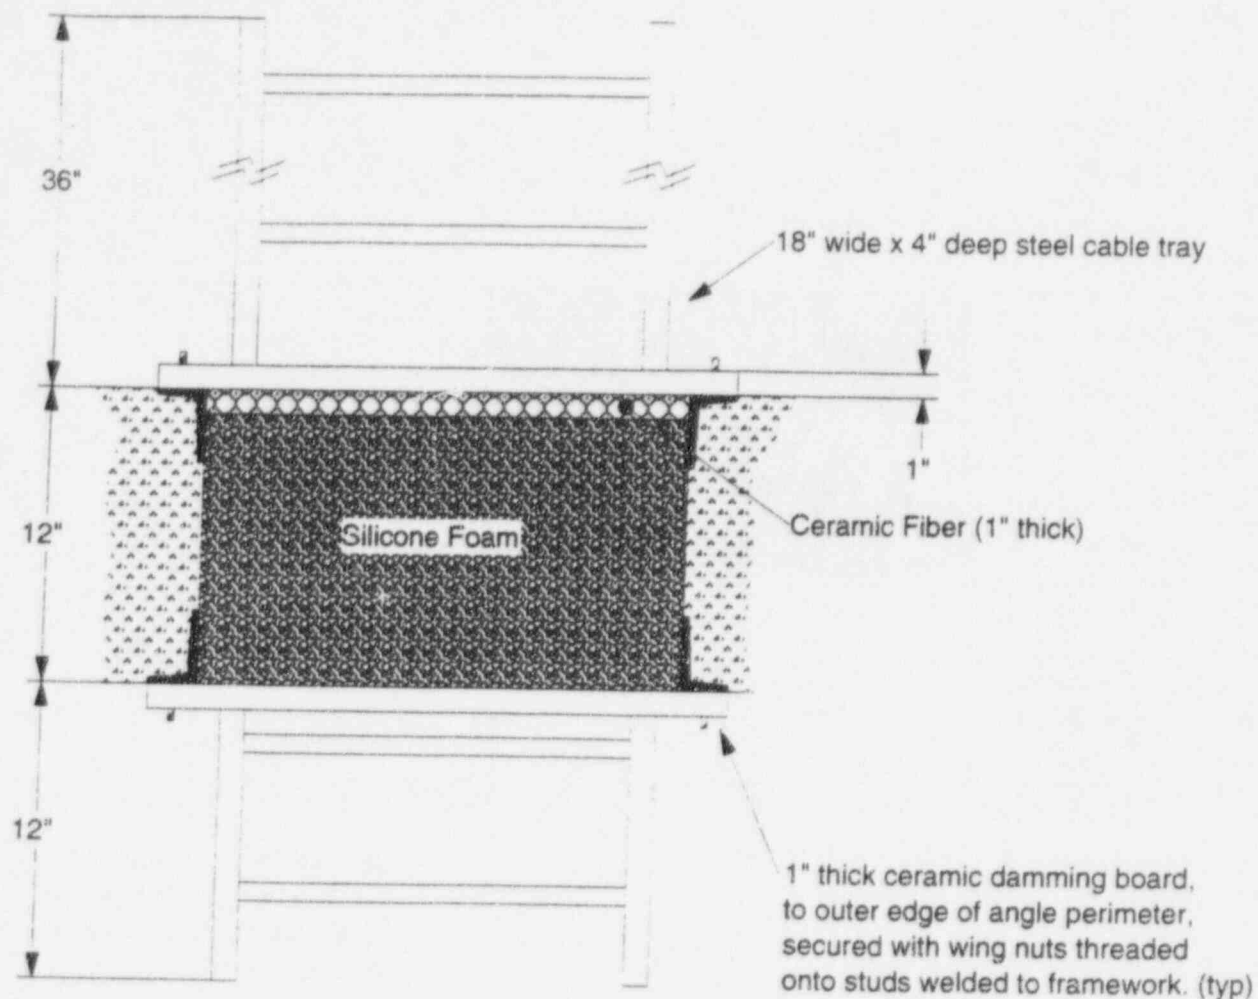 36"
18" wide x 4" deep steel cable tray
1"
12"
Silicone Foam
Ceramic Fiber (1" thick)
12"
1" thick ceramic damming board,
to outer edge of angle perimeter,
secured with wing nuts threaded
onto studs welded to framework. (typ)